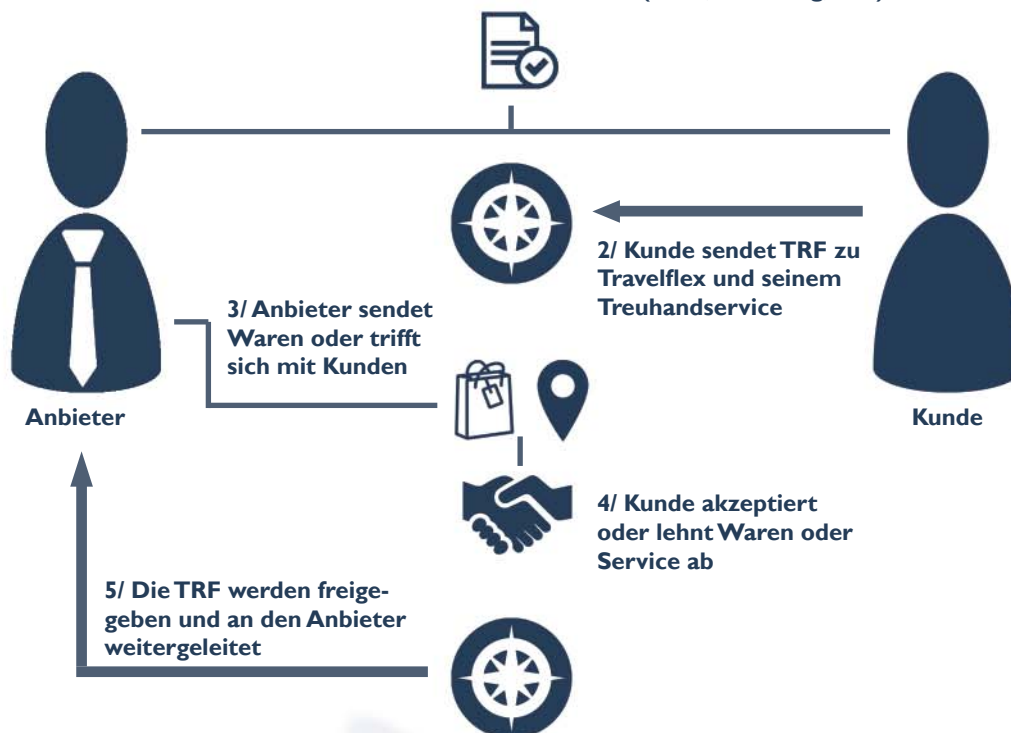 2/ Kunde sendet TRF zu
Travelflex und seinem
Treuhandservice
3/ Anbieter sendet
Waren oder trifft
sich mit Kunden
Anbieter
Kunde
4/ Kunde akzeptiert
oder lehnt Waren oder
Service ab
5/ Die TRF werden freige-
geben und an den Anbieter
weitergeleitet